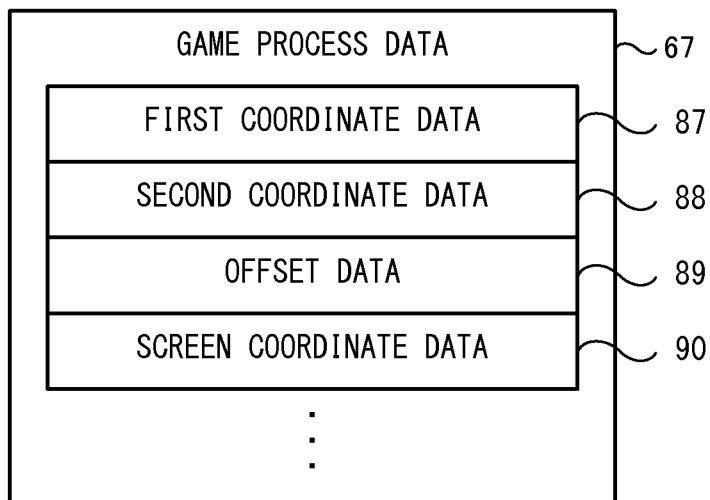 GAME PROCESS DATA 67
FIRST COORDINATE DATA 87
SECOND COORDINATE DATA 88
OFFSET DATA 89
SCREEN COORDINATE DATA 90